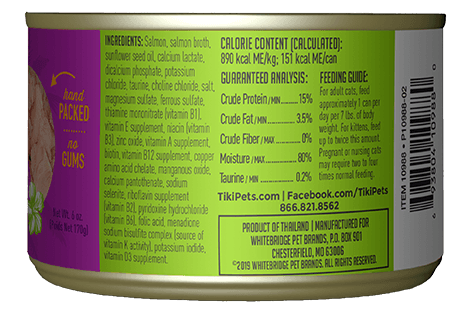 INGREDIENTS: Salmon, salmon broth,
sunflower seed oil, calcium lactate,
dicalcium phosphate, potassium
chloride, taurine, choline chloride, salt,
magnesium sulfate, ferrous sulfate,
thiamine mononitrate (vitamin B1),
vitamin E supplement, niacin (vitamin
B3), zinc oxide, vitamin A supplement,
biotin, vitamin B12 supplement, copper
amino acid chelate, manganous oxide,
calcium pantothenate, sodium
selenite, riboflavin supplement
(vitamin B2), pyridoxine hydrochloride
(vitamin B6), folic acid, menadione
sodium bisulfite complex (source of
vitamin K activity), potassium iodide,
vitamin D3 supplement.
hand
PACKED
no
GUMS
Net Wt. 6 oz
(Poids Net 170g)
CALORIE CONTENT (CALCULATED):
890 kcal ME/kg; 151 kcal ME/can
GUARANTEED ANALYSIS:
Crude Protein/MIN......15%
Crude Fat/MIN......3.5%
Crude Fiber/MAX......0%
Moisture/MAX......80%
Taurine/MIN......0.2%
FEEDING GUIDE:
For adult cats, feed
approximately 1 can per
day per 7 lbs. of body
weight. For kittens, feed
up to twice this amount.
Pregnant or nursing cats
may require two to four
times normal feeding.
TikiPets.com | Facebook.com/TikiPets
866.821.8562
PRODUCT OF THAILAND | MANUFACTURED FOR
WHITEBRIDGE PET BRANDS, P.O. BOX 901
CHESTERFIELD, MO 63006
©2019 WHITEBRIDGE PET BRANDS. ALL RIGHTS RESERVED.
ITEM 10988 • P10988-02